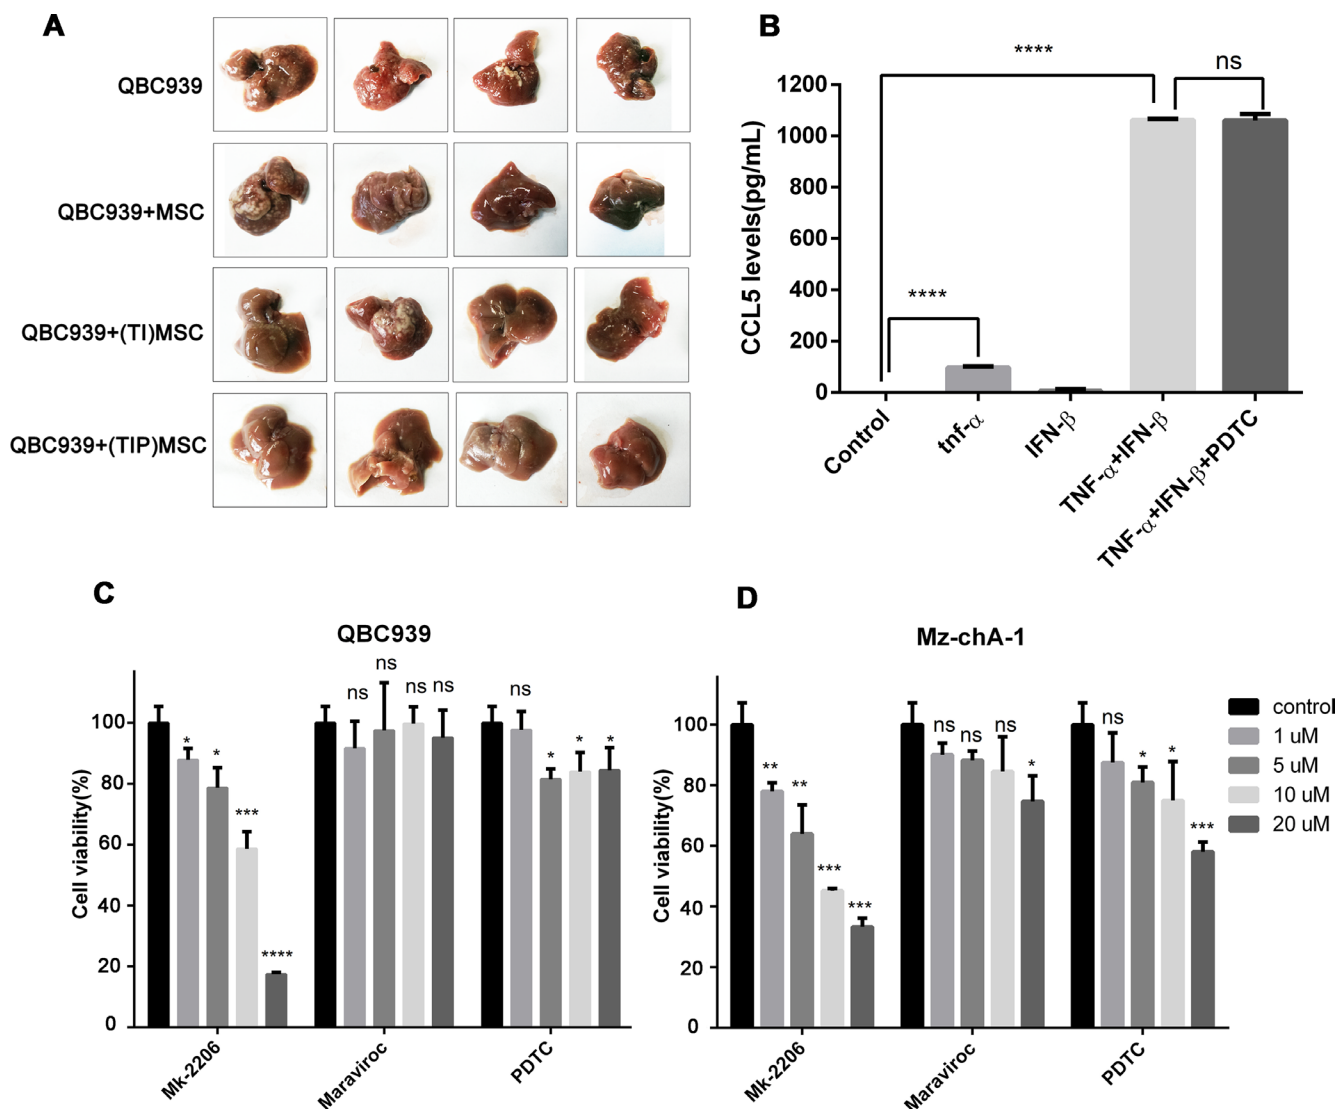 A
QBC939
QBC939+MSC
QBC939+(TI)MSC
QBC939+(TIP)MSC
B
****
ns
1200
1000
800
600
400
200
0
CCL5 levels(pg/mL)
****
Control
tnf-α
IFN-β
TNF-α+IFN-β
TNF-α+IFN-β+PDTC
C
QBC939
Cell viability(%)
100
80
60
40
20
0
* * *** ****
ns ns ns ns
ns * * *
Mk-2206
Maraviroc
PDTC
D
Mz-chA-1
Cell viability(%)
100
80
60
40
20
0
** ** *** ***
ns ns ns *
ns * * ***
Mk-2206
Maraviroc
PDTC
control
1 uM
5 uM
10 uM
20 uM